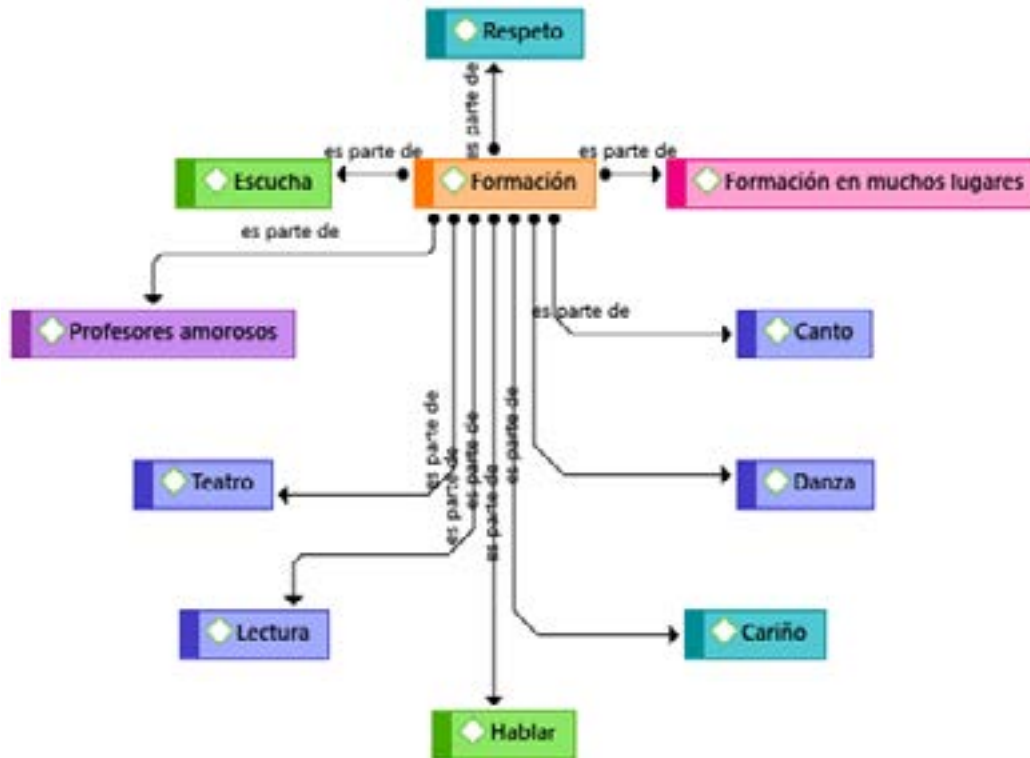 Respeto
es parte de
es parte de
es parte de
Escucha
Formación
Formación en muchos lugares
es parte de
Profesores amorosos
es parte de
Canto
es parte de
es parte de
es parte de
es parte de
es parte de
Teatro
Danza
Lectura
Cariño
Hablar